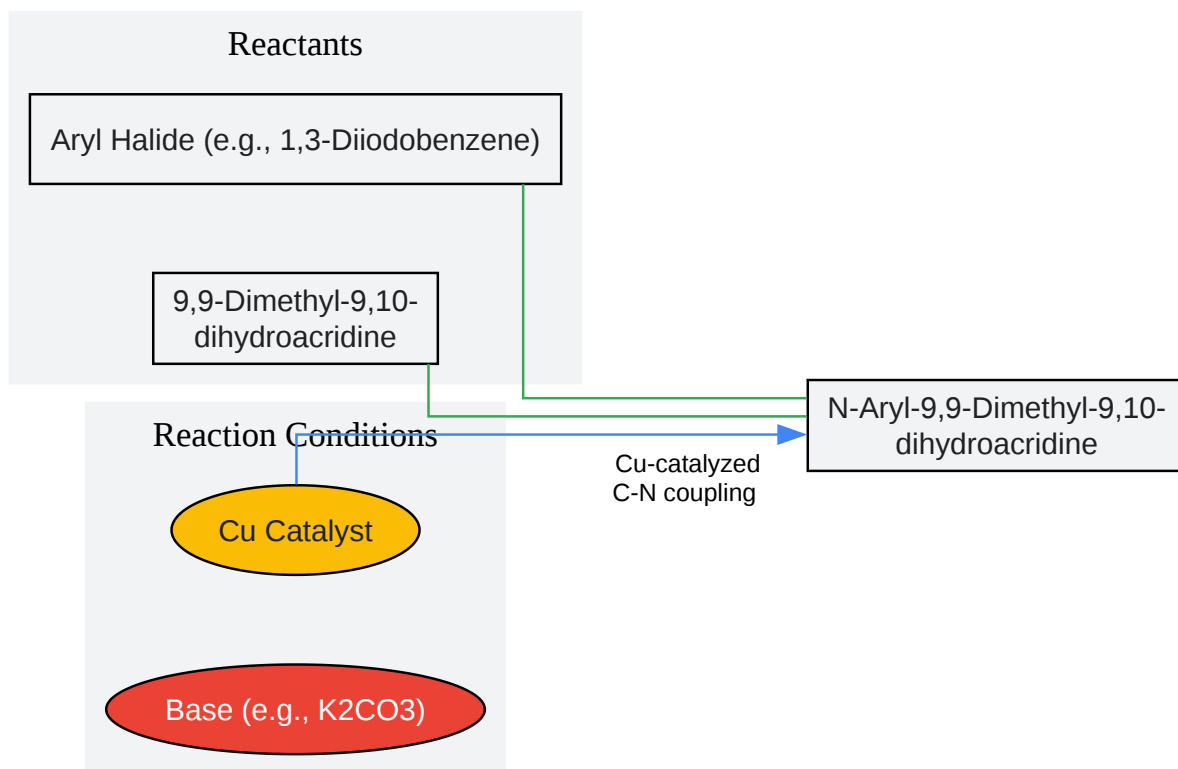 Reactants
Aryl Halide (e.g., 1,3-Diiodobenzene)
9,9-Dimethyl-9,10-
dihydroacridine
N-Aryl-9,9-Dimethyl-9,10-
dihydroacridine
Reaction Conditions
Cu-catalyzed
C-N coupling
Cu Catalyst
Base (e.g., K2CO3)